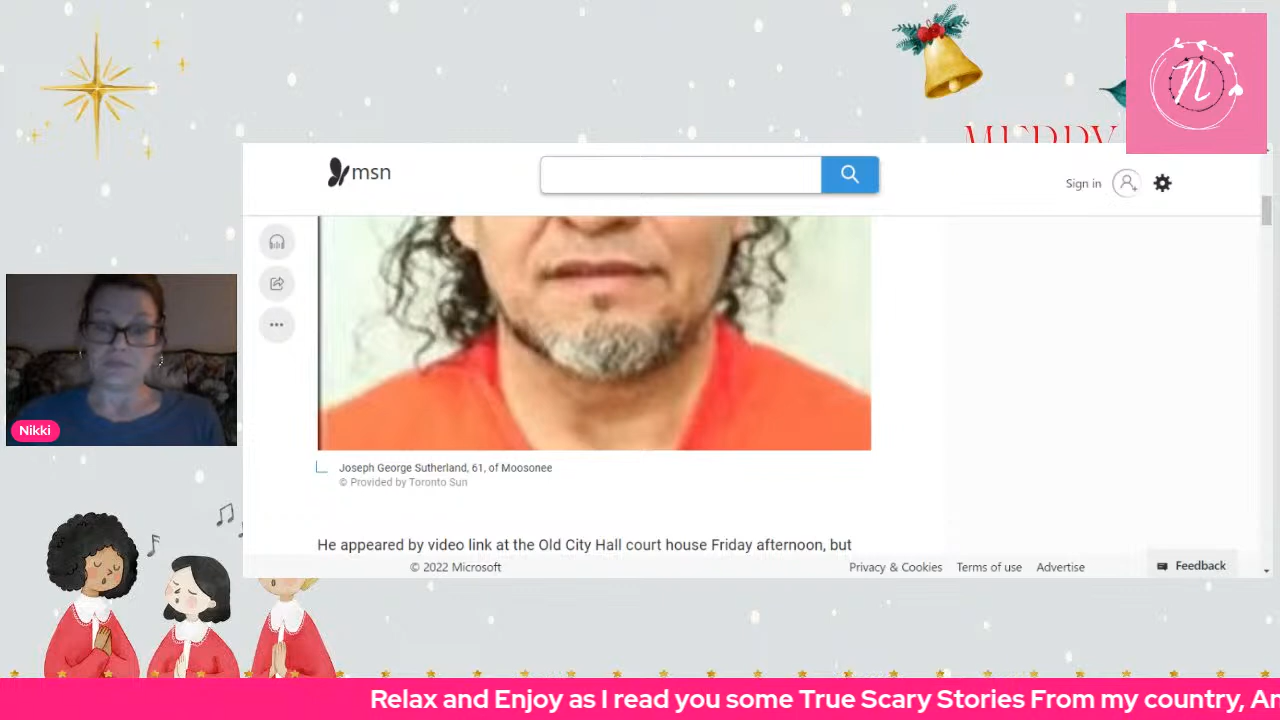 n
MERRY
msn
Sign in
Nikki
Joseph George Sutherland, 61, of Moosonee
© Provided by Toronto Sun
He appeared by video link at the Old City Hall court house Friday afternoon, but
© 2022 Microsoft
Privacy & Cookies
Terms of use
Advertise
Feedback
Relax and Enjoy as I read you some True Scary Stories From my country, Ar